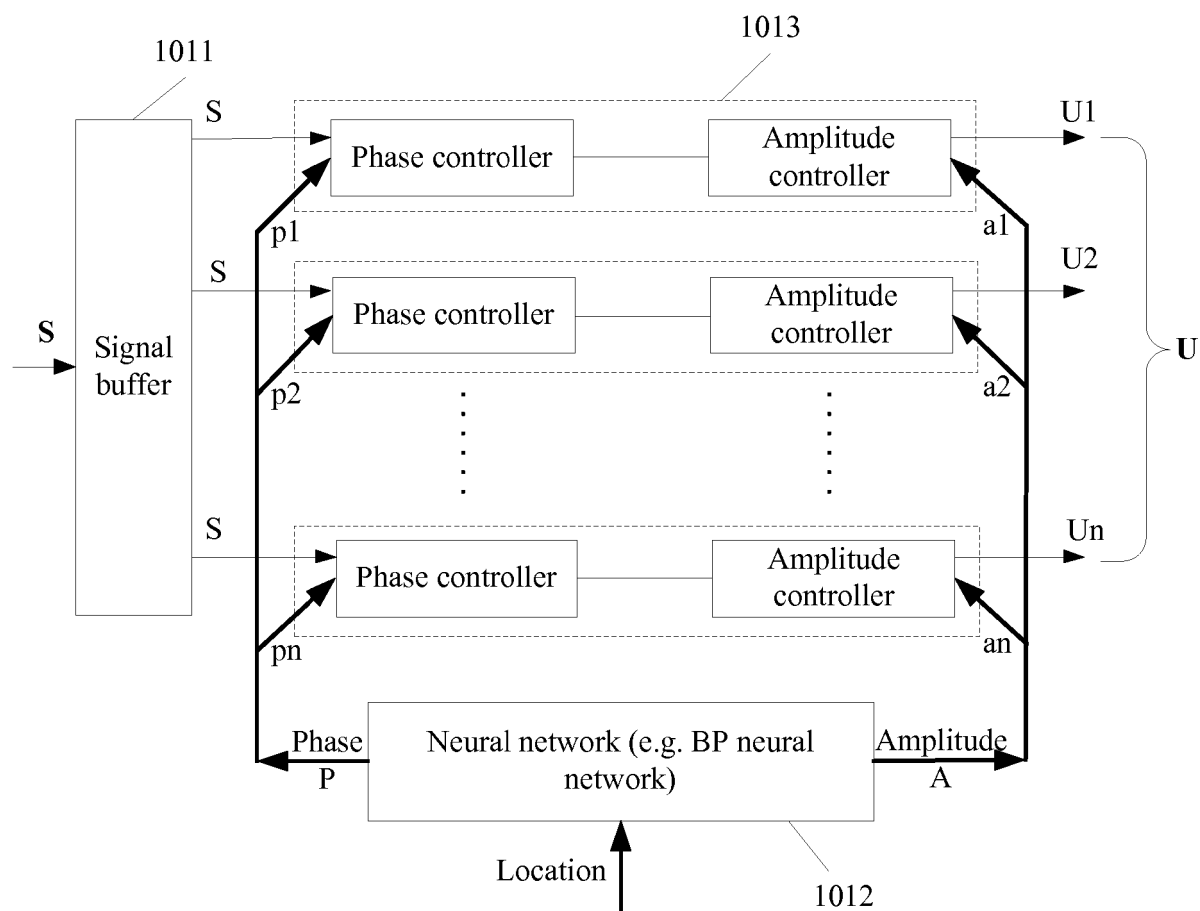 1013
1011
S
U1
Phase controller
Amplitude
controller
p1
a1
S
U2
Phase controller
Amplitude
controller
S
Signal
buffer
p2
a2
U
S
Un
Phase controller
Amplitude
controller
pn
an
Phase
P
Neural network (e.g. BP neural
network)
Amplitude
A
Location
1012